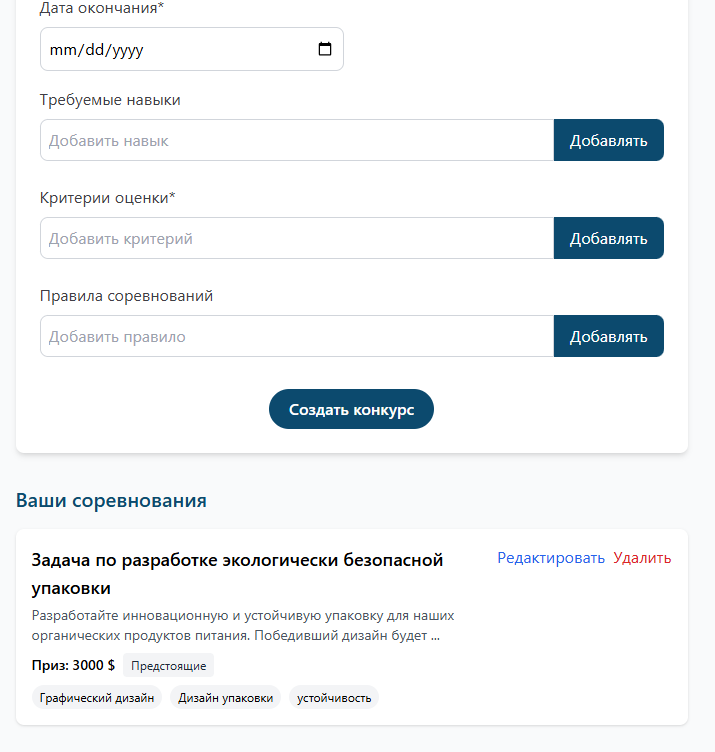 Дата окончания*
mm/dd/yyyy
Требуемые навыки
Добавить навык
Добавлять
Критерии оценки*
Добавить критерий
Добавлять
Правила соревнований
Добавить правило
Добавлять
Создать конкурс
Ваши соревнования
Задача по разработке экологически безопасной
упаковки
Редактировать Удалить
Разработайте инновационную и устойчивую упаковку для наших
органических продуктов питания. Победивший дизайн будет ...
Приз: 3000 $ Предстоящие
Графический дизайн Дизайн упаковки устойчивость